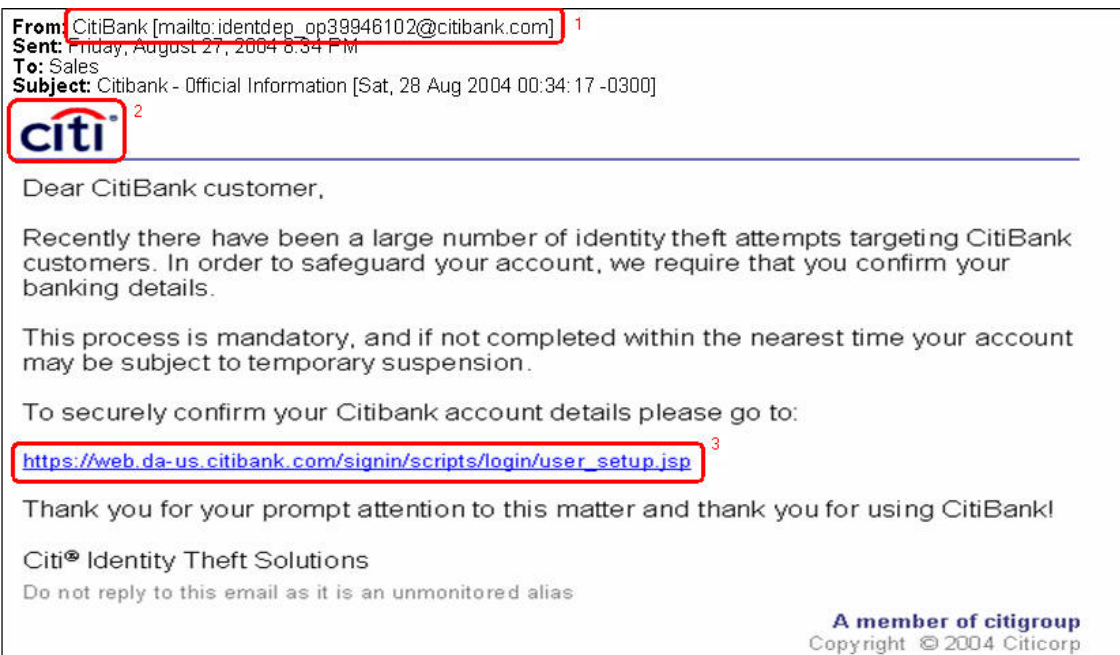 From: CitiBank [mailto:identdep_op39946102@citibank.com] 1
Sent: Friday, August 27, 2004 8:34 PM
To: Sales
Subject: Citibank - 0fficial Information [Sat, 28 Aug 2004 00:34:17 -0300]
citi® 2
Dear CitiBank customer,
Recently there have been a large number of identity theft attempts targeting CitiBank
customers. In order to safeguard your account, we require that you confirm your
banking details.
This process is mandatory, and if not completed within the nearest time your account
may be subject to temporary suspension.
To securely confirm your Citibank account details please go to:
https://web.da-us.citibank.com/signin/scripts/login/user_setup.jsp 3
Thank you for your prompt attention to this matter and thank you for using CitiBank!
Citi® Identity Theft Solutions
Do not reply to this email as it is an unmonitored alias
A member of citigroup
Copyright © 2004 Citicorp